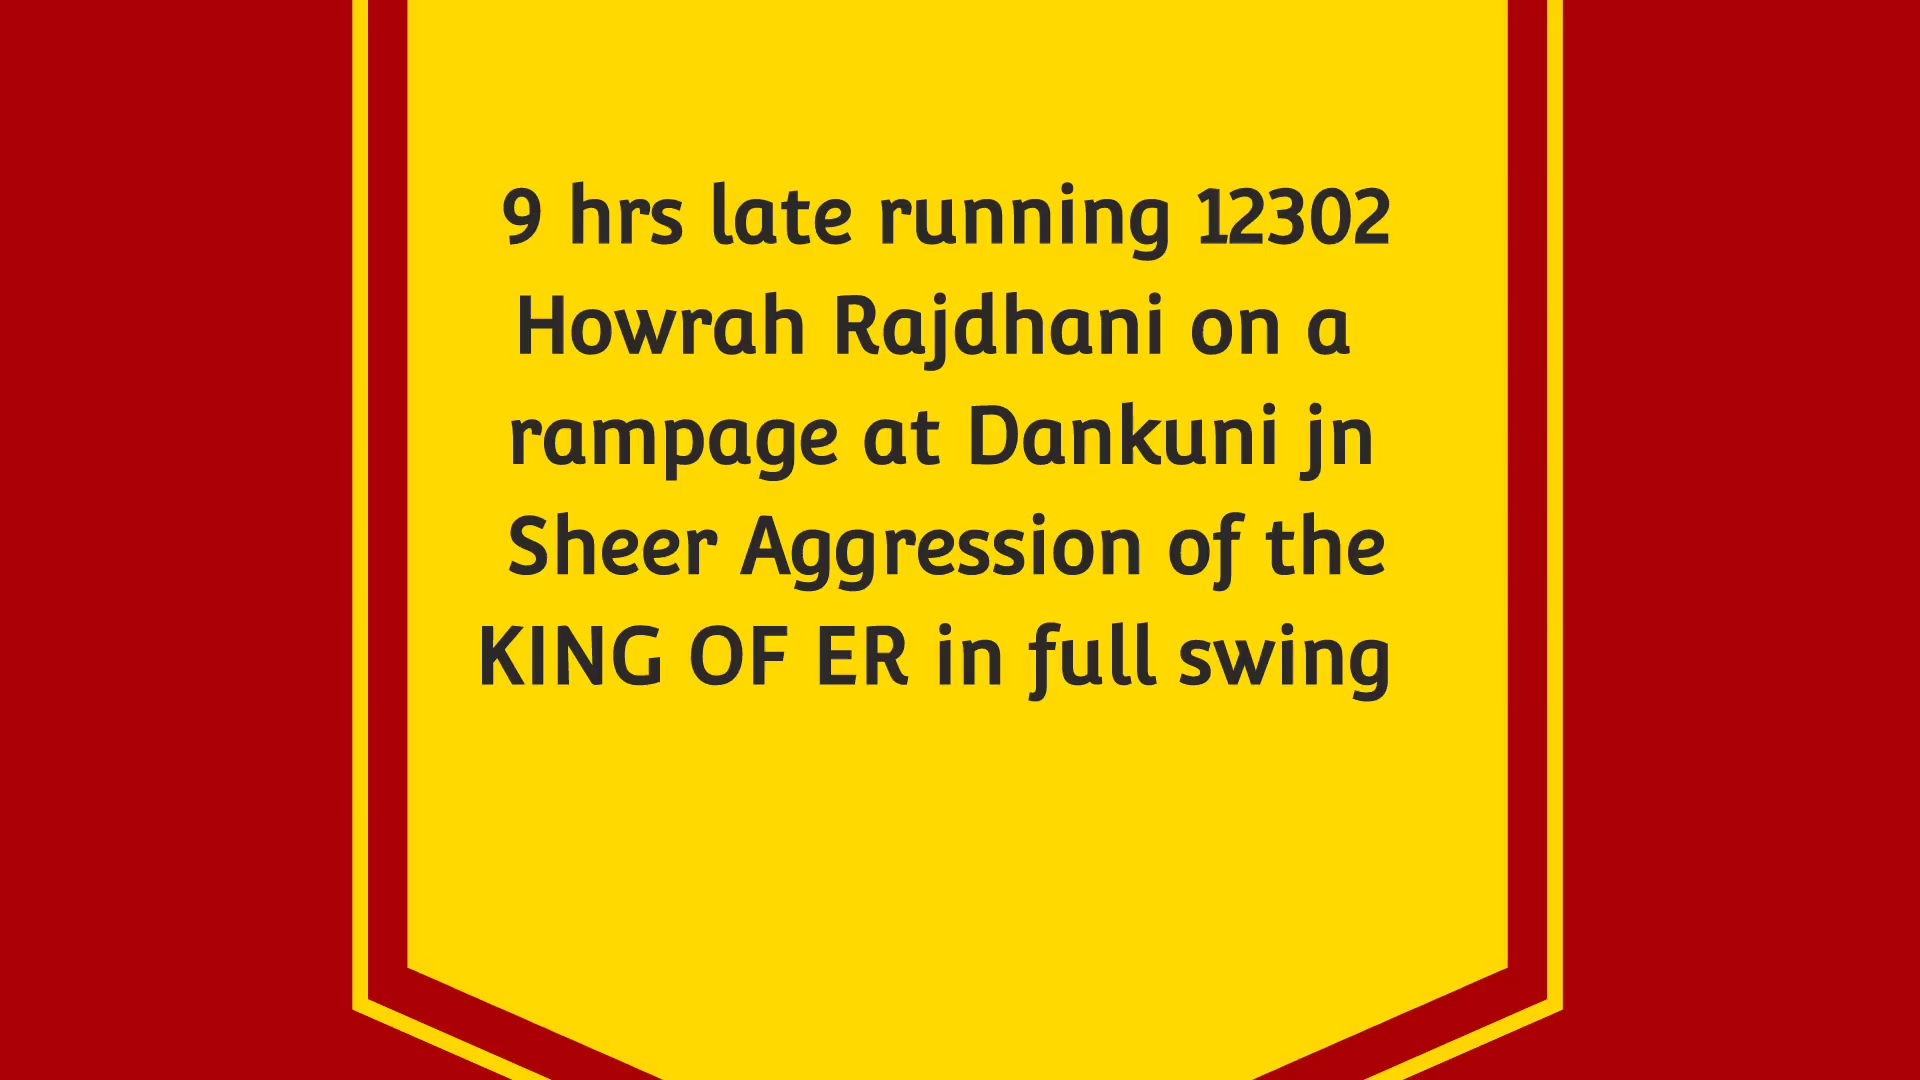 9 hrs late running 12302
Howrah Rajdhani on a
rampage at Dankuni jn
Sheer Aggression of the
KING OF ER in full swing